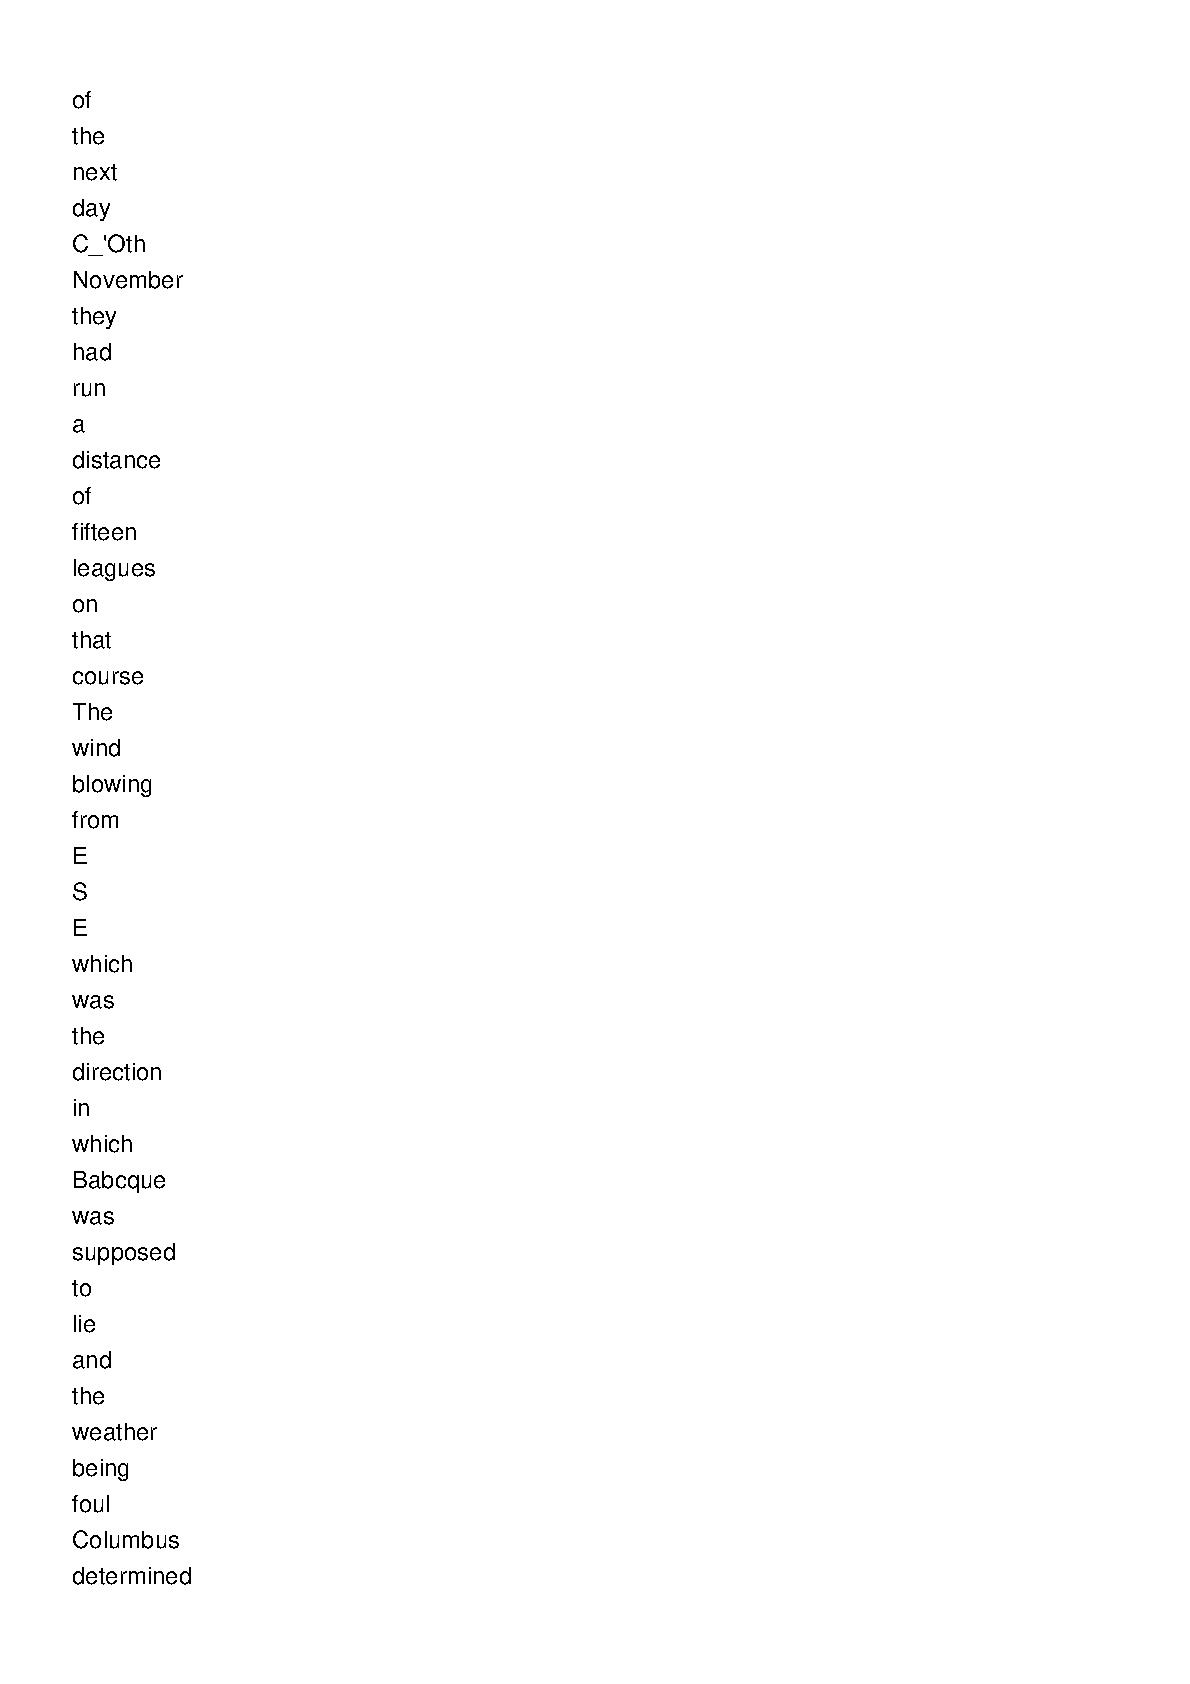 of
the
next
day
C_'Oth
November
they
had
run
a
distance
of
fifteen
leagues
on
that
course
The
wind
blowing
from
E
S
E
which
was
the
direction
in
which
Babcque
was
supposed
to
lie
and
the
weather
being
foul
Columbus
determined